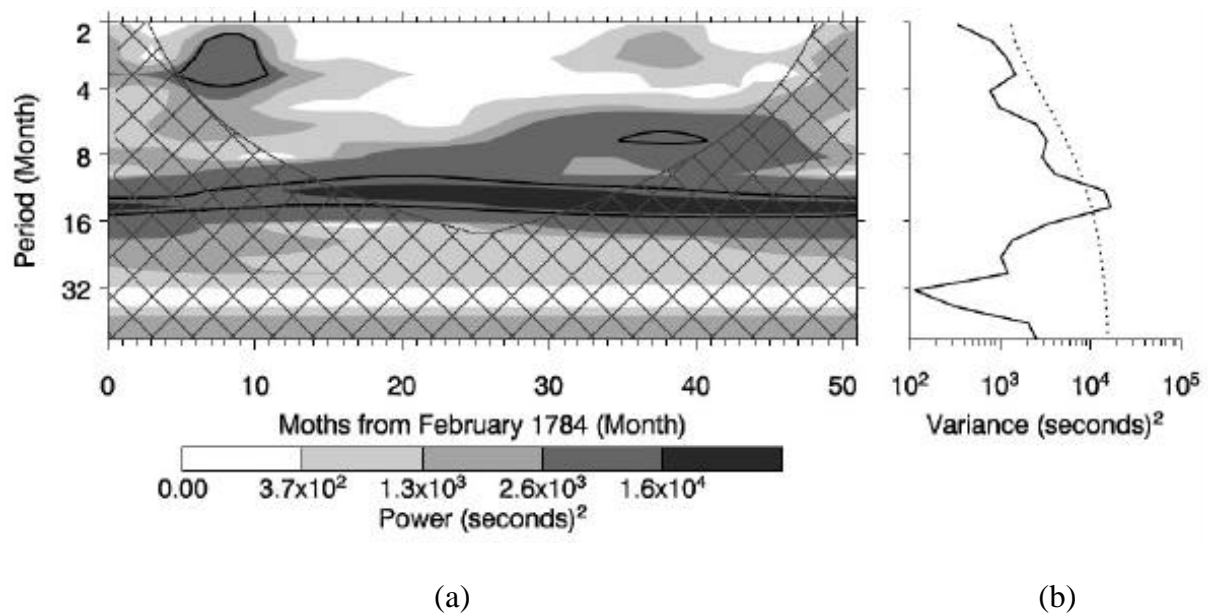 2
4
8
16
32
Period (Month)
0 10 20 30 40 50
Moths from February 1784 (Month)
0.00 3.7x10² 1.3x10³ 2.6x10³ 1.6x10⁴
Power (seconds)²
10² 10³ 10⁴ 10⁵
Variance (seconds)²
(a) (b)